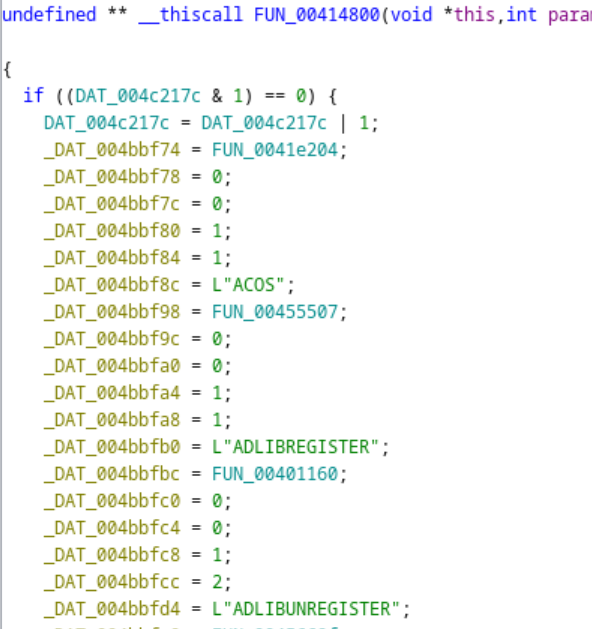 undefined ** __thiscall FUN_00414800(void *this,int para
{
if ((DAT_004c217c & 1) == 0) {
DAT_004c217c = DAT_004c217c | 1;
_DAT_004bbf74 = FUN_0041e204;
_DAT_004bbf78 = 0;
_DAT_004bbf7c = 0;
_DAT_004bbf80 = 1;
_DAT_004bbf84 = 1;
_DAT_004bbf8c = L"ACOS";
_DAT_004bbf98 = FUN_00455507;
_DAT_004bbf9c = 0;
_DAT_004bbfa0 = 0;
_DAT_004bbfa4 = 1;
_DAT_004bbfa8 = 1;
_DAT_004bbfb0 = L"ADLIBREGISTER";
_DAT_004bbfbc = FUN_00401160;
_DAT_004bbfc0 = 0;
_DAT_004bbfc4 = 0;
_DAT_004bbfc8 = 1;
_DAT_004bbfcc = 2;
_DAT_004bbfd4 = L"ADLIBUNREGISTER";